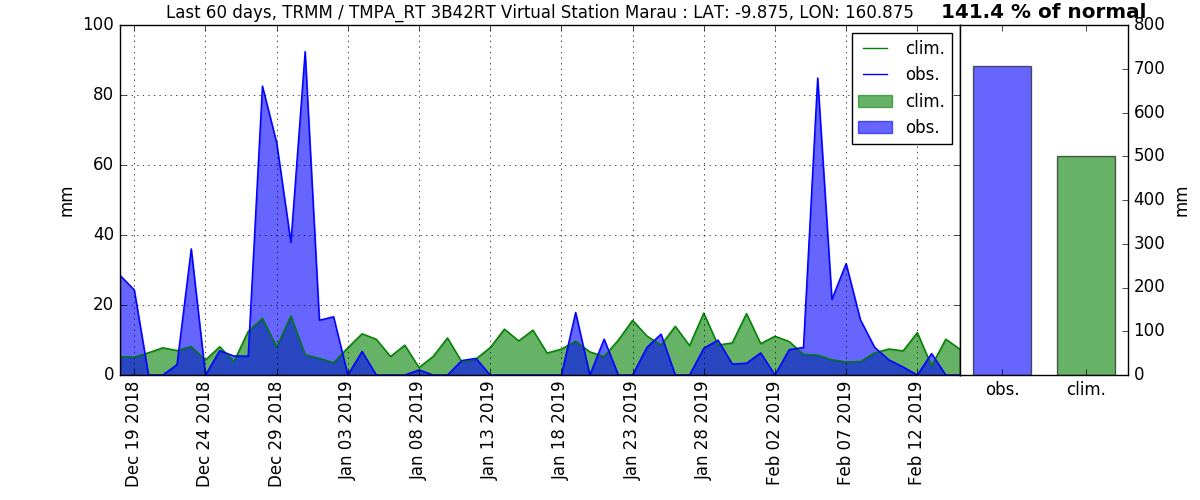 Last 60 days, TRMM / TMPA_RT 3B42RT Virtual Station Marau : LAT: -9.875, LON: 160.875
141.4 % of normal
100
80
60
40
20
0
mm
clim.
obs.
clim.
obs.
800
700
600
500
400
300
200
100
0
mm
Dec 19 2018
Dec 24 2018
Dec 29 2018
Jan 03 2019
Jan 08 2019
Jan 13 2019
Jan 18 2019
Jan 23 2019
Jan 28 2019
Feb 02 2019
Feb 07 2019
Feb 12 2019
obs.
clim.